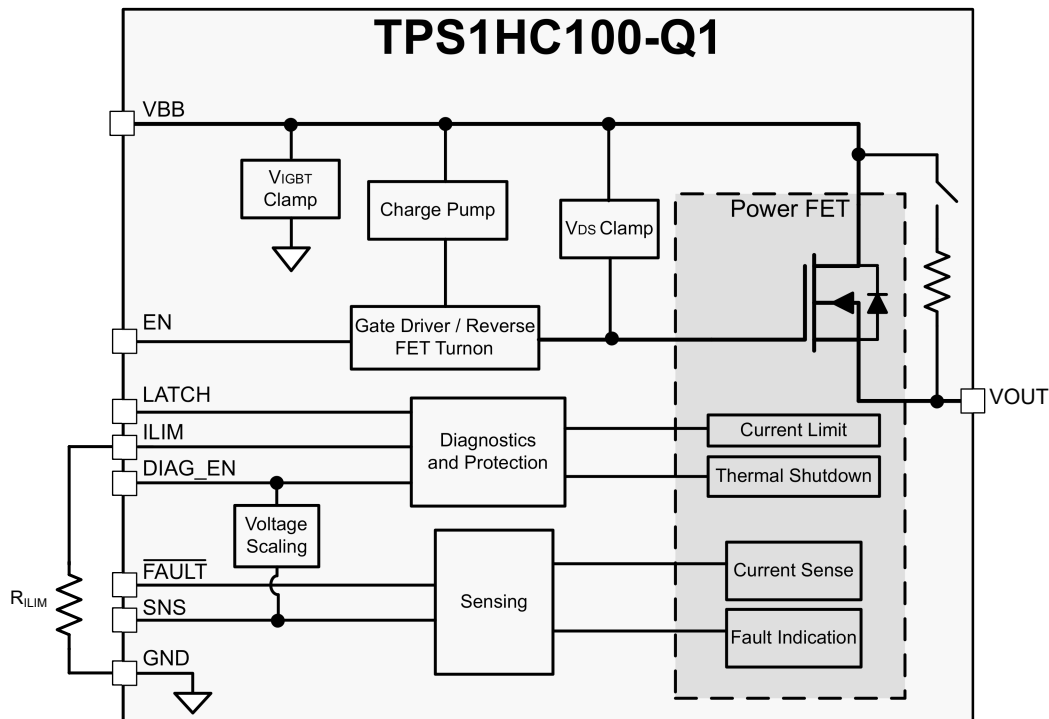 TPS1HC100-Q1
VBB
VIGBT
Clamp
Charge Pump
VDS Clamp
Power FET
EN
Gate Driver / Reverse
FET Turnon
LATCH
ILIM
DIAG_EN
Diagnostics
and Protection
Current Limit
Thermal Shutdown
VOUT
Voltage
Scaling
FAULT
SNS
GND
RILIM
Sensing
Current Sense
Fault Indication